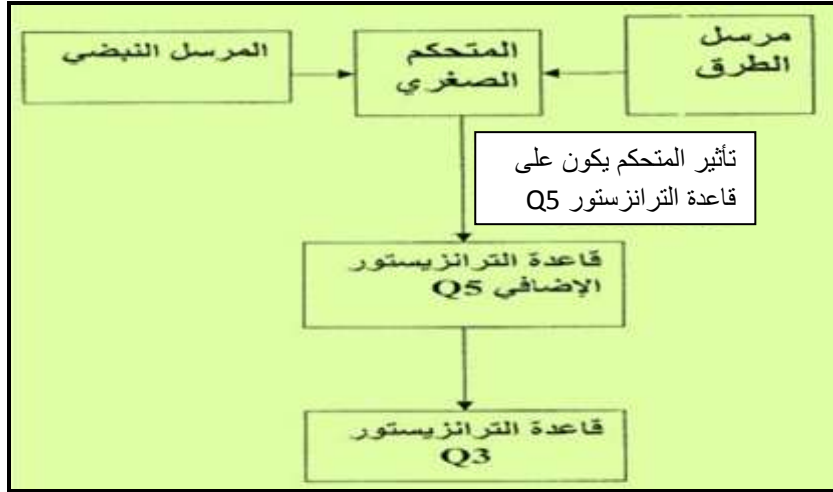 مرسل
الطرق
المتحكم
الصغري
المرسل النبضي
تأثير المتحكم يكون على
قاعدة الترانزستور Q5
قاعدة الترانزيستور
الإضافي Q5
قاعدة الترانزيستور
Q3